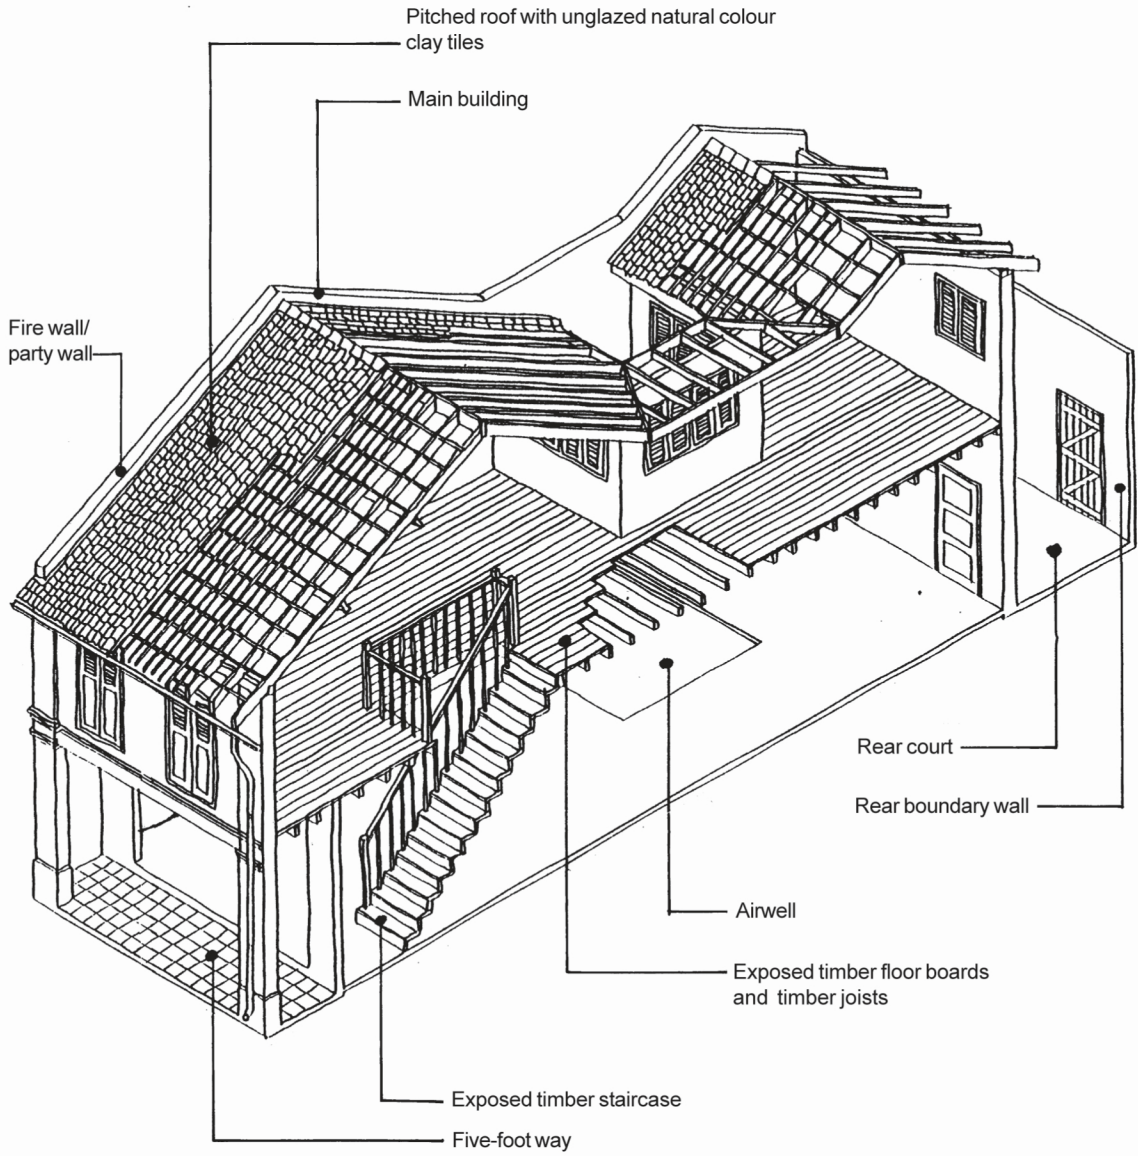 Pitched roof with unglazed natural colour
clay tiles
Main building
Fire wall/
party wall
Rear court
Rear boundary wall
Airwell
Exposed timber floor boards
and timber joists
Exposed timber staircase
Five-foot way